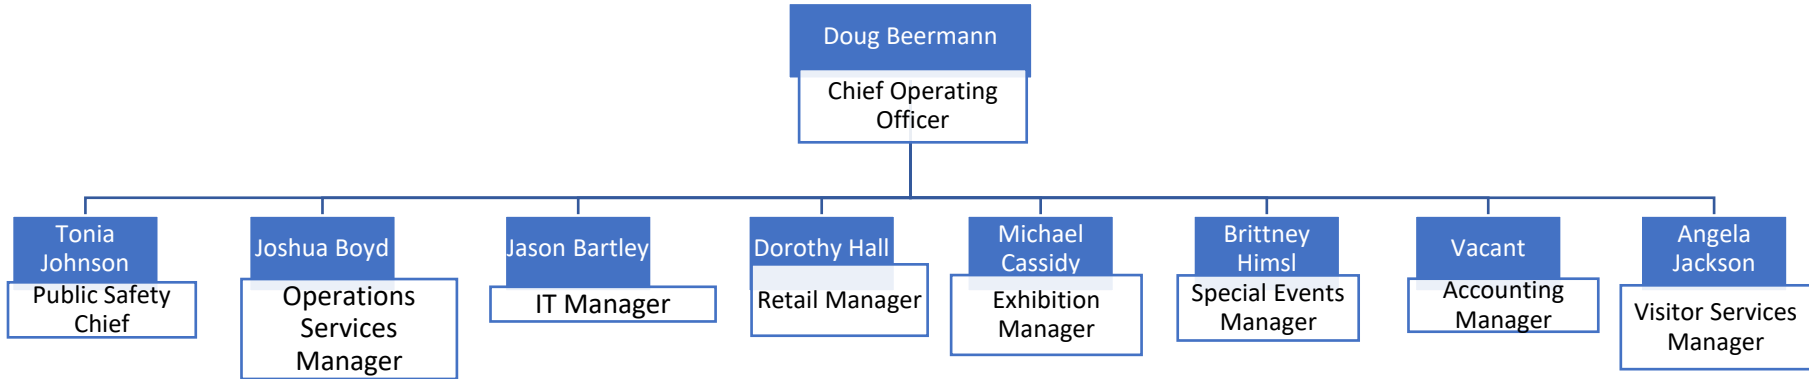 Doug Beermann
Chief Operating
Officer
Tonia
Johnson
Public Safety
Chief
Joshua Boyd
Operations
Services
Manager
Jason Bartley
IT Manager
Dorothy Hall
Retail Manager
Michael
Cassidy
Exhibition
Manager
Brittney
Himsl
Special Events
Manager
Vacant
Accounting
Manager
Angela
Jackson
Visitor Services
Manager